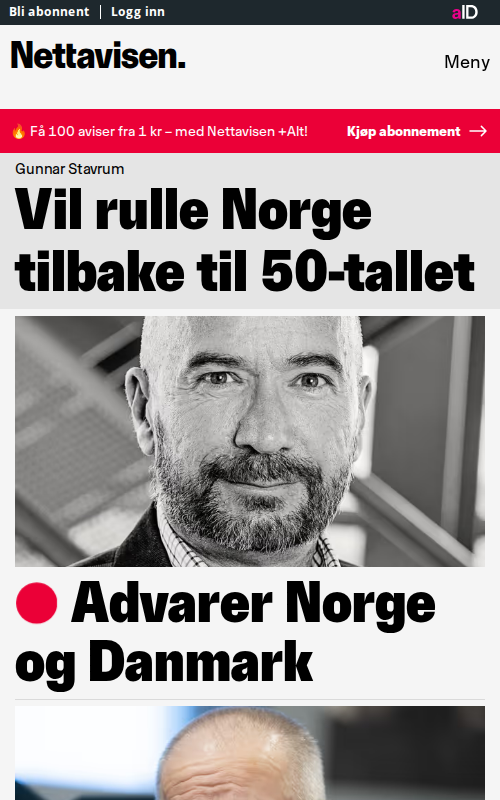 Bli abonnent | Logg inn
aID
Nettavisen.
Meny
🔥 Få 100 aviser fra 1 kr – med Nettavisen +Alt!
Kjøp abonnement →
Gunnar Stavrum
Vil rulle Norge
tilbake til 50-tallet
Advarer Norge
og Danmark